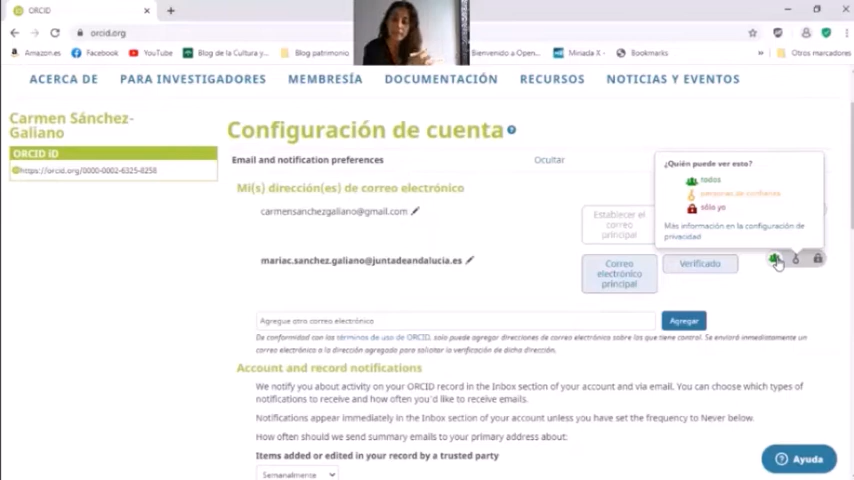 ORCID
orcid.org
Amazon.es
Facebook
YouTube
Blog de la Cultura y...
Blog patrimonio
Bienvenido a Open...
Miriada X -
Bookmarks
Otros marcadores
ACERCA DE
PARA INVESTIGADORES
MEMBRESÍA
DOCUMENTACIÓN
RECURSOS
NOTICIAS Y EVENTOS
Carmen Sánchez-
Galiano
ORCID iD
https://orcid.org/0000-0002-6325-8258
Configuración de cuenta
Email and notification preferences
Ocultar
Mi(s) dirección(es) de correo electrónico
carmensanchezgaliano@gmail.com
Establecer el
correo
principal
¿Quién puede ver esto?
todos
personas de confianza
sólo yo
Más información en la configuración de
privacidad
mariac.sanchez.galiano@juntadeandalucia.es
Correo
electrónico
principal
Verificado
Agregue otro correo electrónico
Agregar
De conformidad con los términos de uso de ORCID, solo puede agregar direcciones de correo electrónico sobre las que tiene control. Se enviará inmediatamente un
correo electrónico a la dirección agregada para solicitar la verificación de dicha dirección.
Account and record notifications
We notify you about activity on your ORCID record in the Inbox section of your account and via email. You can choose which types of
notifications to receive and how often you'd like to receive emails.
Notifications appear immediately in the Inbox section of your account unless you have set the frequency to Never below.
How often should we send summary emails to your primary address about:
Items added or edited in your record by a trusted party
Semanalmente
Ayuda